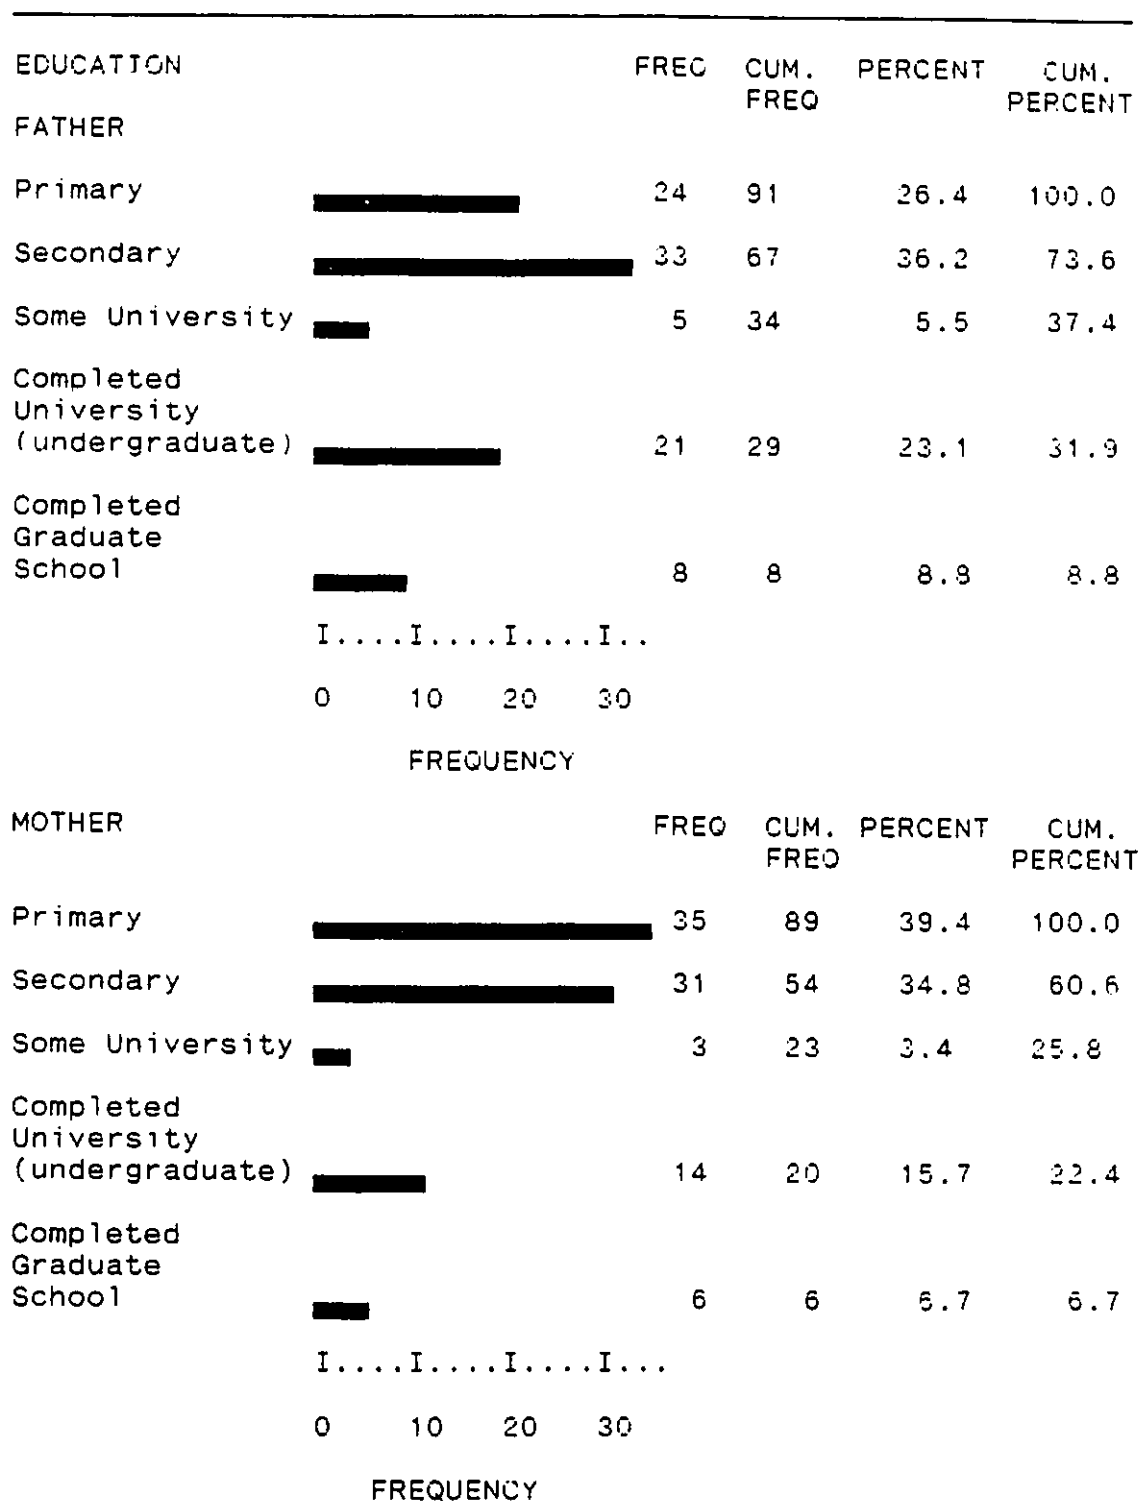 EDUCATION FREQ CUM. PERCENT CUM.
FREQ PERCENT
FATHER
Primary 24 91 26.4 100.0
Secondary 33 67 36.2 73.6
Some University 5 34 5.5 37.4
Completed
University
(undergraduate) 21 29 23.1 31.9
Completed
Graduate
School 8 8 8.8 8.8
I....I....I....I..
0 10 20 30
FREQUENCY
MOTHER FREQ CUM. PERCENT CUM.
FREQ PERCENT
Primary 35 89 39.4 100.0
Secondary 31 54 34.8 60.6
Some University 3 23 3.4 25.8
Completed
University
(undergraduate) 14 20 15.7 22.4
Completed
Graduate
School 6 6 6.7 6.7
I....I....I....I...
0 10 20 30
FREQUENCY